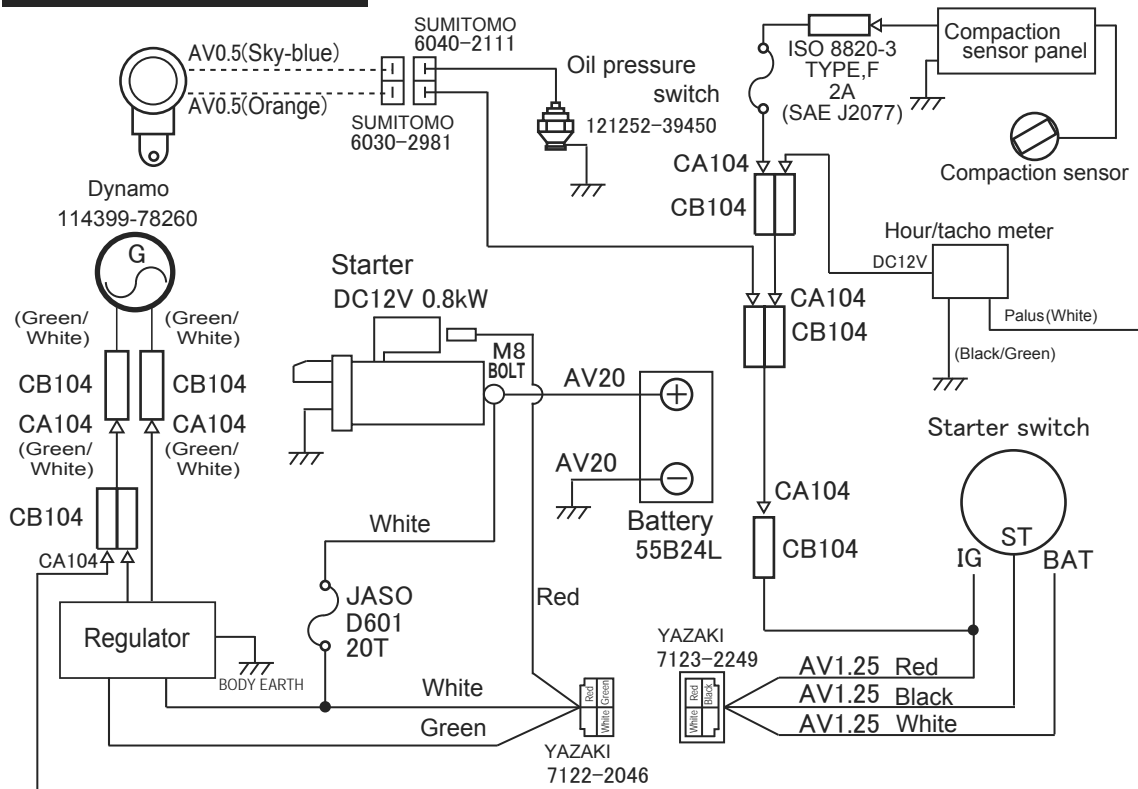 AV0.5(Sky-blue)
AV0.5(Orange)
SUMITOMO
6040-2111
SUMITOMO
6030-2981
Oil pressure
switch
121252-39450
ISO 8820-3
TYPE,F
2A
(SAE J2077)
Compaction
sensor panel
Compaction sensor
CA104
CB104
Dynamo
114399-78260
G
(Green/
White)
(Green/
White)
CB104
CB104
CA104
CA104
(Green/
White)
(Green/
White)
CB104
CA104
Regulator
BODY EARTH
Starter
DC12V 0.8kW
M8
BOLT
AV20
AV20
+
−
Battery
55B24L
White
JASO
D601
20T
Red
White
Green
Red
Green
White
YAZAKI
7122-2046
Hour/tacho meter
DC12V
Palus(White)
(Black/Green)
CA104
CB104
CA104
CB104
Starter switch
ST
IG
BAT
YAZAKI
7123-2249
Red
Black
White
AV1.25 Red
AV1.25 Black
AV1.25 White